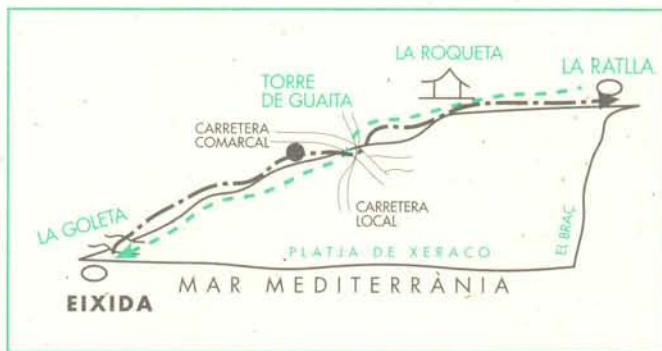 LA ROQUETA
LA RATLLA
TORRE
DE GUAITA
CARRETERA
COMARCAL
CARRETERA
LOCAL
LA GOLETA
EL BRAÇ
PLATJA DE XERACO
MAR MEDITERRÀNIA
EIXIDA